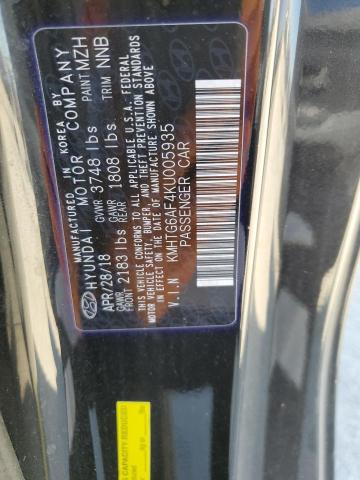 MANUFACTURED IN KOREA BY
HYUNDAI MOTOR COMPANY
APR/28/18 GVWR 3748 lbs PAINT MZH
GAWR FRONT 2183 lbs GAWR REAR 1808 lbs TRIM NNB
THIS VEHICLE CONFORMS TO ALL APPLICABLE U.S.A. FEDERAL
MOTOR VEHICLE SAFETY, BUMPER, AND THEFT PREVENTION STANDARDS
IN EFFECT ON THE DATE OF MANUFACTURE SHOWN ABOVE
V.I.N KMHTG6AF4KU005935
PASSENGER CAR
CAPACITY REDUCED